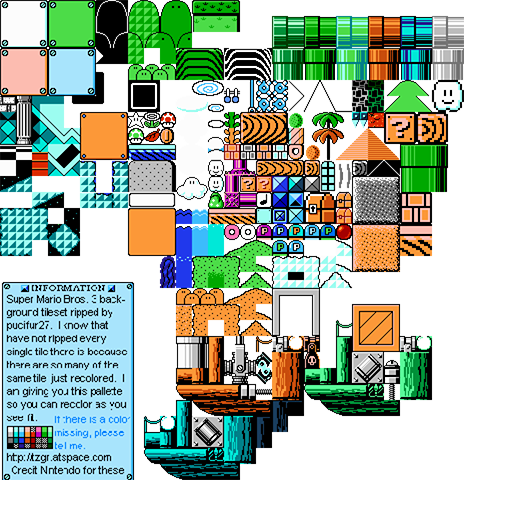 INFORMATION
Super Mario Bros. 3 back-
ground tileset ripped by
pucifur27. I know that
have not ripped every
single tile there is because
there are so many of the
same tile just recolored. I
am giving you this pallete
so you can recolor as you
see fit.
If there is a color
missing, please
tell me.
http://tzgr.atspace.com
Credit Nintendo for these